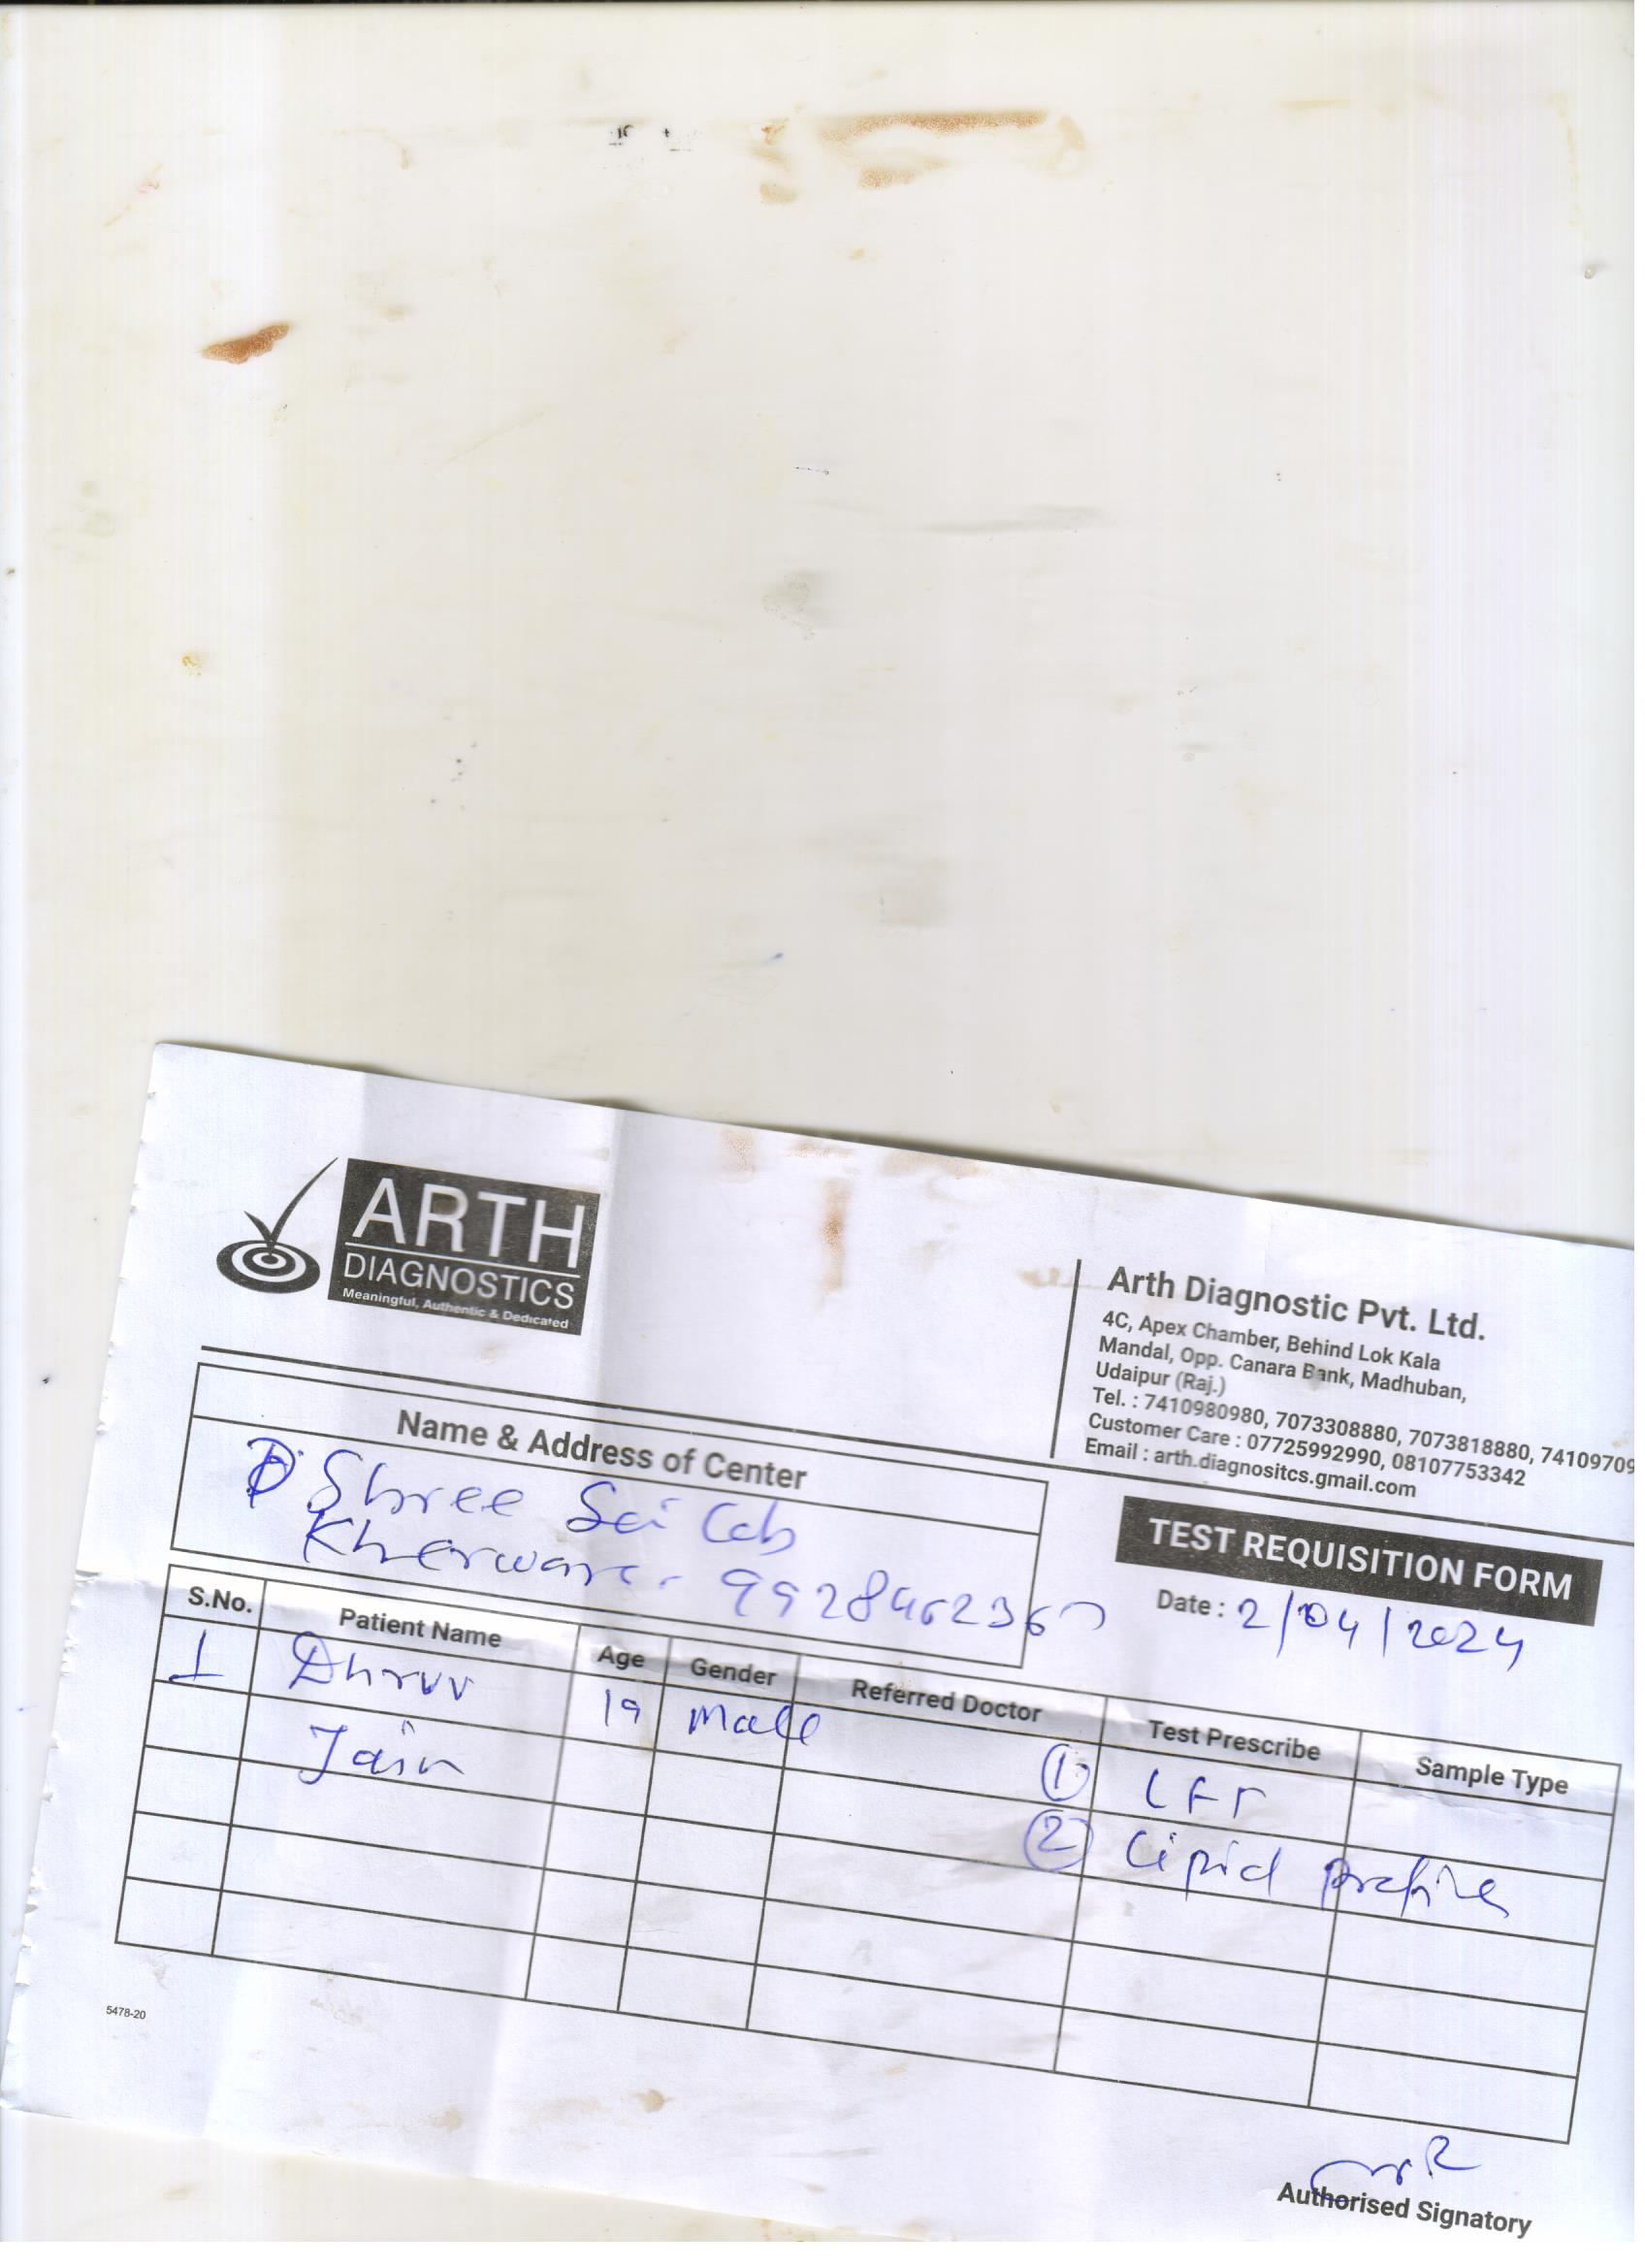 ARTH
DIAGNOSTICS
Meaningful, Authentic & Dedicated
Arth Diagnostic Pvt. Ltd.
4C, Apex Chamber, Behind Lok Kala
Mandal, Opp. Canara Bank, Madhuban,
Udaipur (Raj.)
Tel. : 7410980980, 7073308880, 7073818880, 74109709
Customer Care : 07725992990, 08107753342
Email : arth.diagnositcs.gmail.com
Name & Address of Center
Shree Sai Lab
TEST REQUISITION FORM
Date : 2/04/2024
S.No. Patient Name Age Gender Referred Doctor Test Prescribe Sample Type
1 Dhruv 19 Male ① LFT
Jain ② Lipid Profile
5478-20
Authorised Signatory